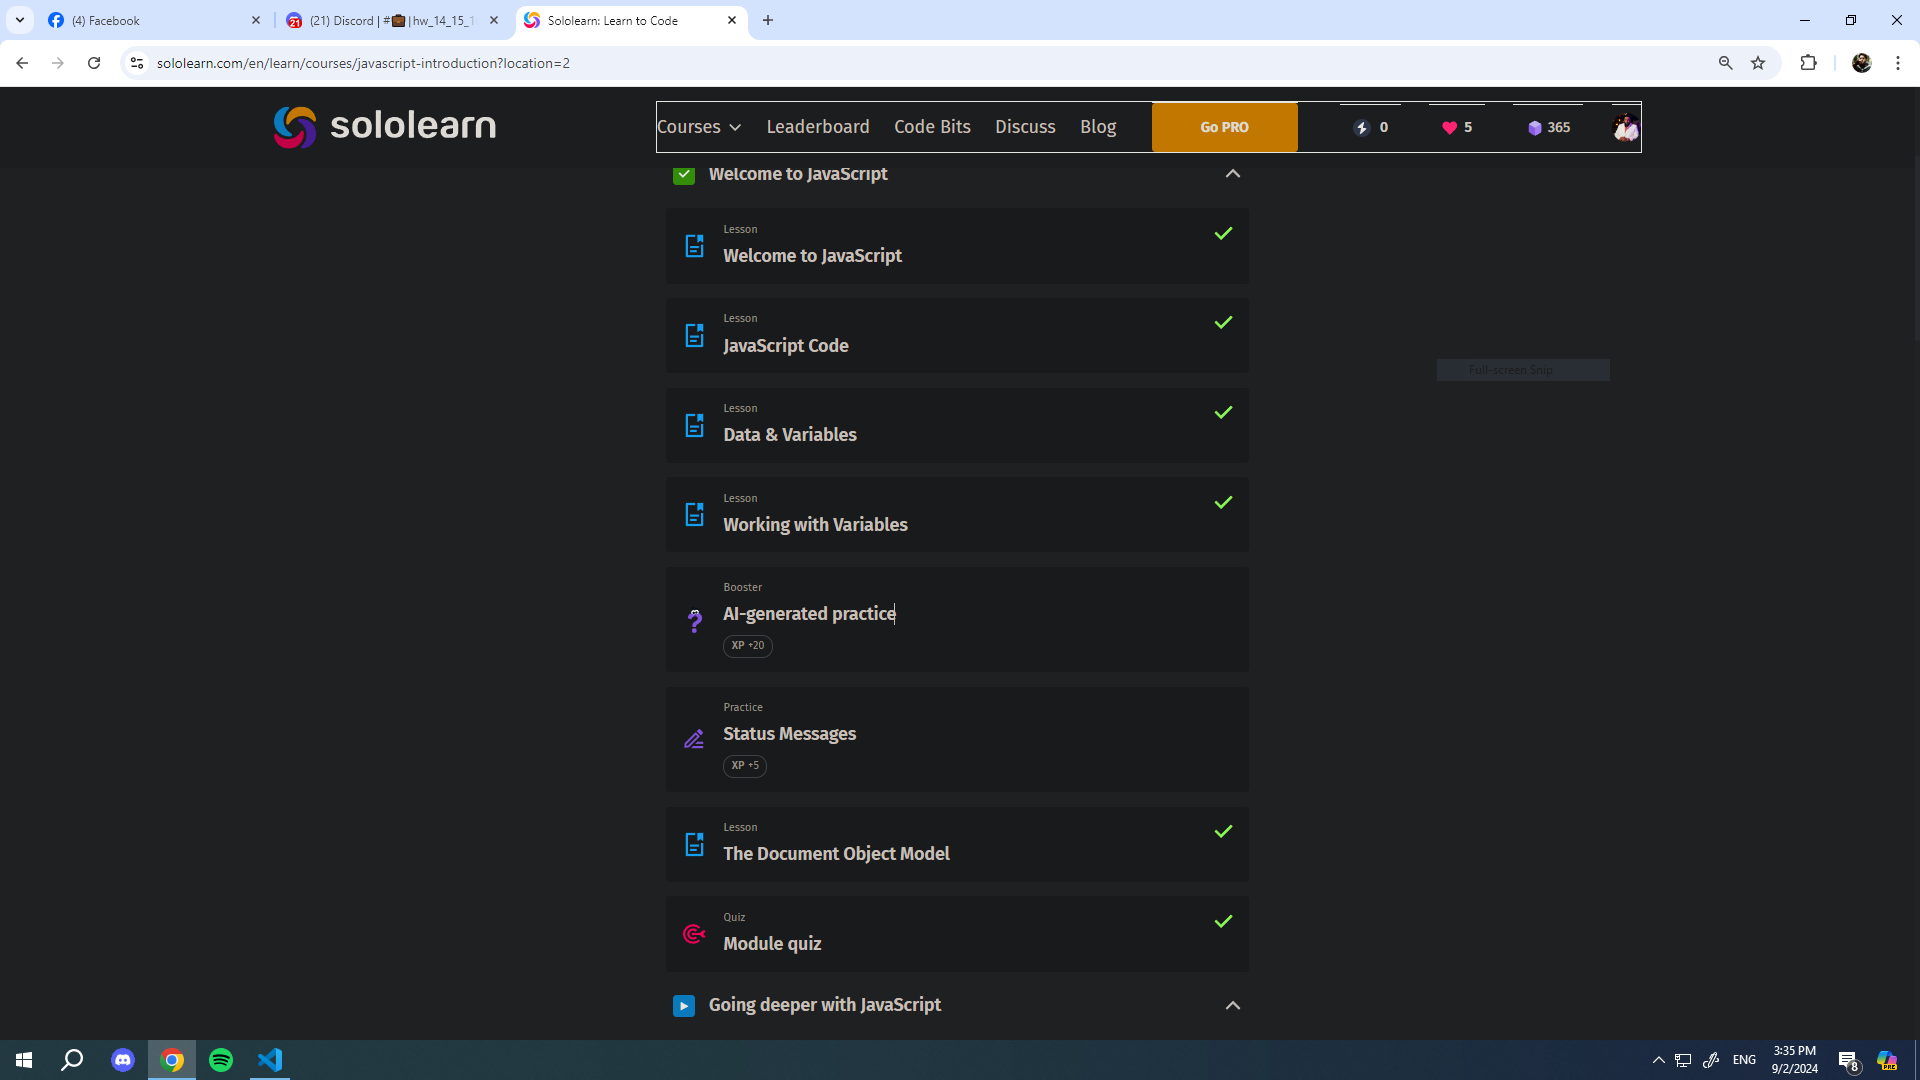 (4) Facebook
(21) Discord | #💼|hw_14_15_1
Sololearn: Learn to Code
sololearn.com/en/learn/courses/javascript-introduction?location=2
sololearn
Courses
Leaderboard
Code Bits
Discuss
Blog
Go PRO
0
5
365
Welcome to JavaScript
Lesson
Welcome to JavaScript
Lesson
JavaScript Code
Full-screen Snip
Lesson
Data & Variables
Lesson
Working with Variables
Booster
AI-generated practice
XP +20
Practice
Status Messages
XP +5
Lesson
The Document Object Model
Quiz
Module quiz
Going deeper with JavaScript
ENG
3:35 PM
9/2/2024
8
PRE